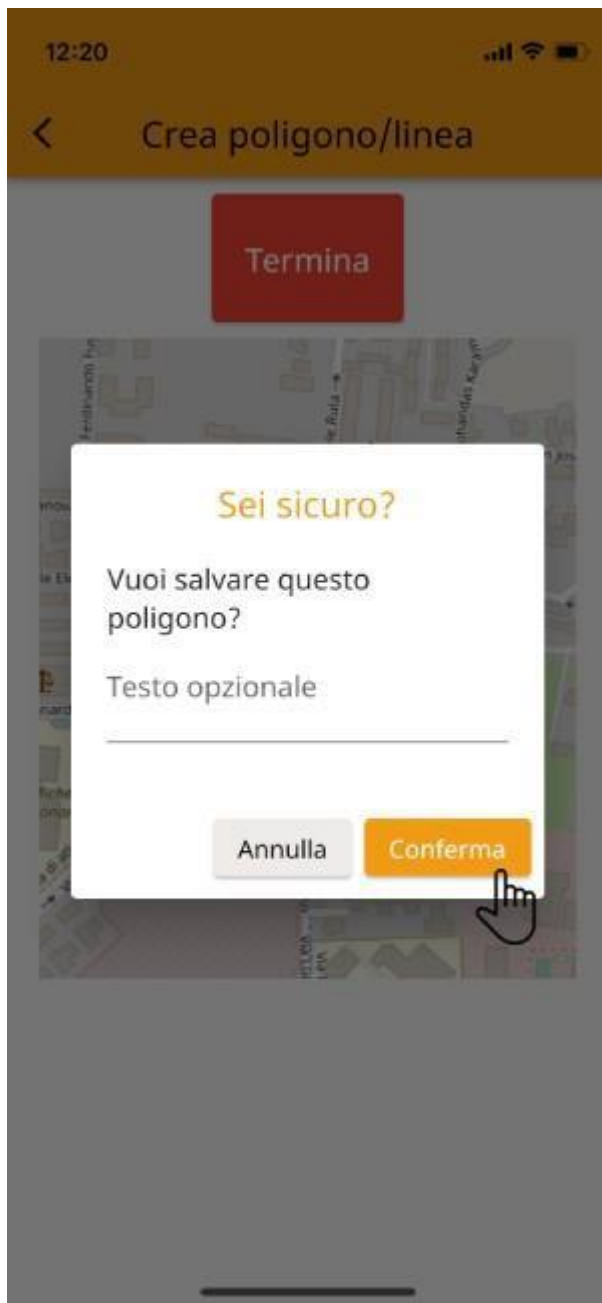 12:20
Crea poligono/linea
Termina
Sei sicuro?
Vuoi salvare questo
poligono?
Testo opzionale
Annulla
Conferma